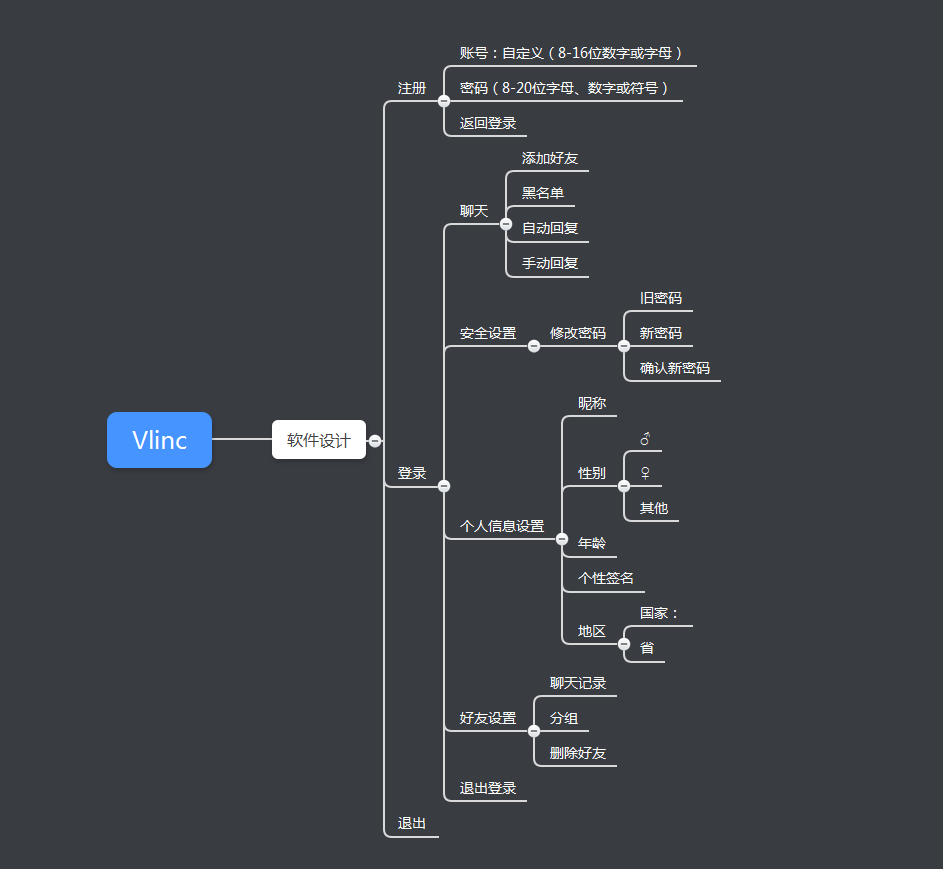 Vlinc
软件设计
注册
账号：自定义（8-16位数字或字母）
密码（8-20位字母、数字或符号）
返回登录
登录
聊天
添加好友
黑名单
自动回复
手动回复
安全设置
修改密码
旧密码
新密码
确认新密码
个人信息设置
昵称
性别
♂
♀
其他
年龄
个性签名
地区
国家：
省
好友设置
聊天记录
分组
删除好友
退出登录
退出